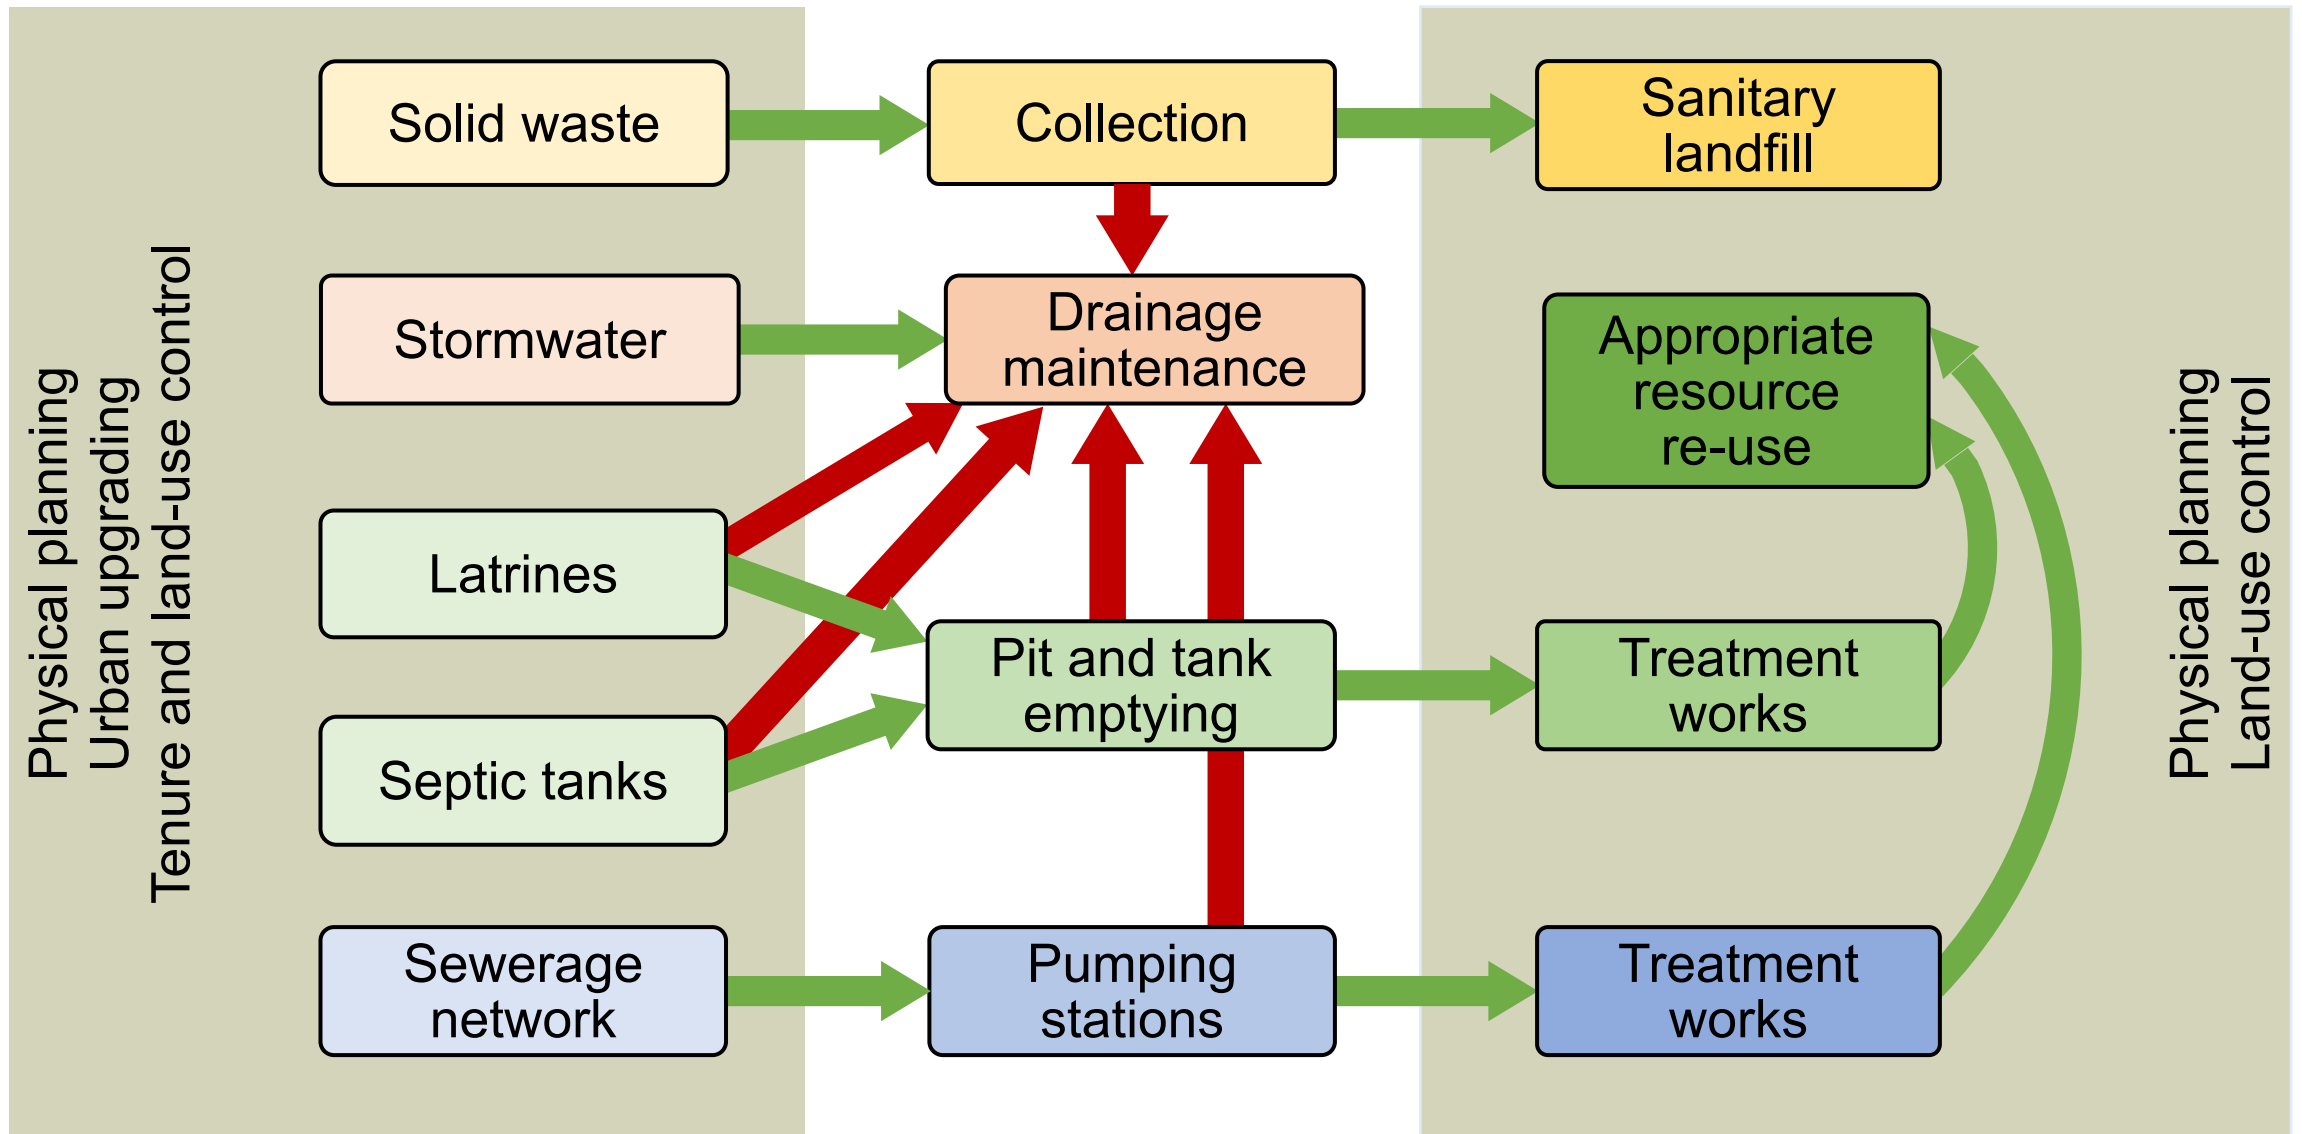 Physical planning
Urban upgrading
Tenure and land-use control
Solid waste
Collection
Sanitary
landfill
Stormwater
Drainage
maintenance
Appropriate
resource
re-use
Latrines
Pit and tank
emptying
Treatment
works
Septic tanks
Sewerage
network
Pumping
stations
Treatment
works
Physical planning
Land-use control